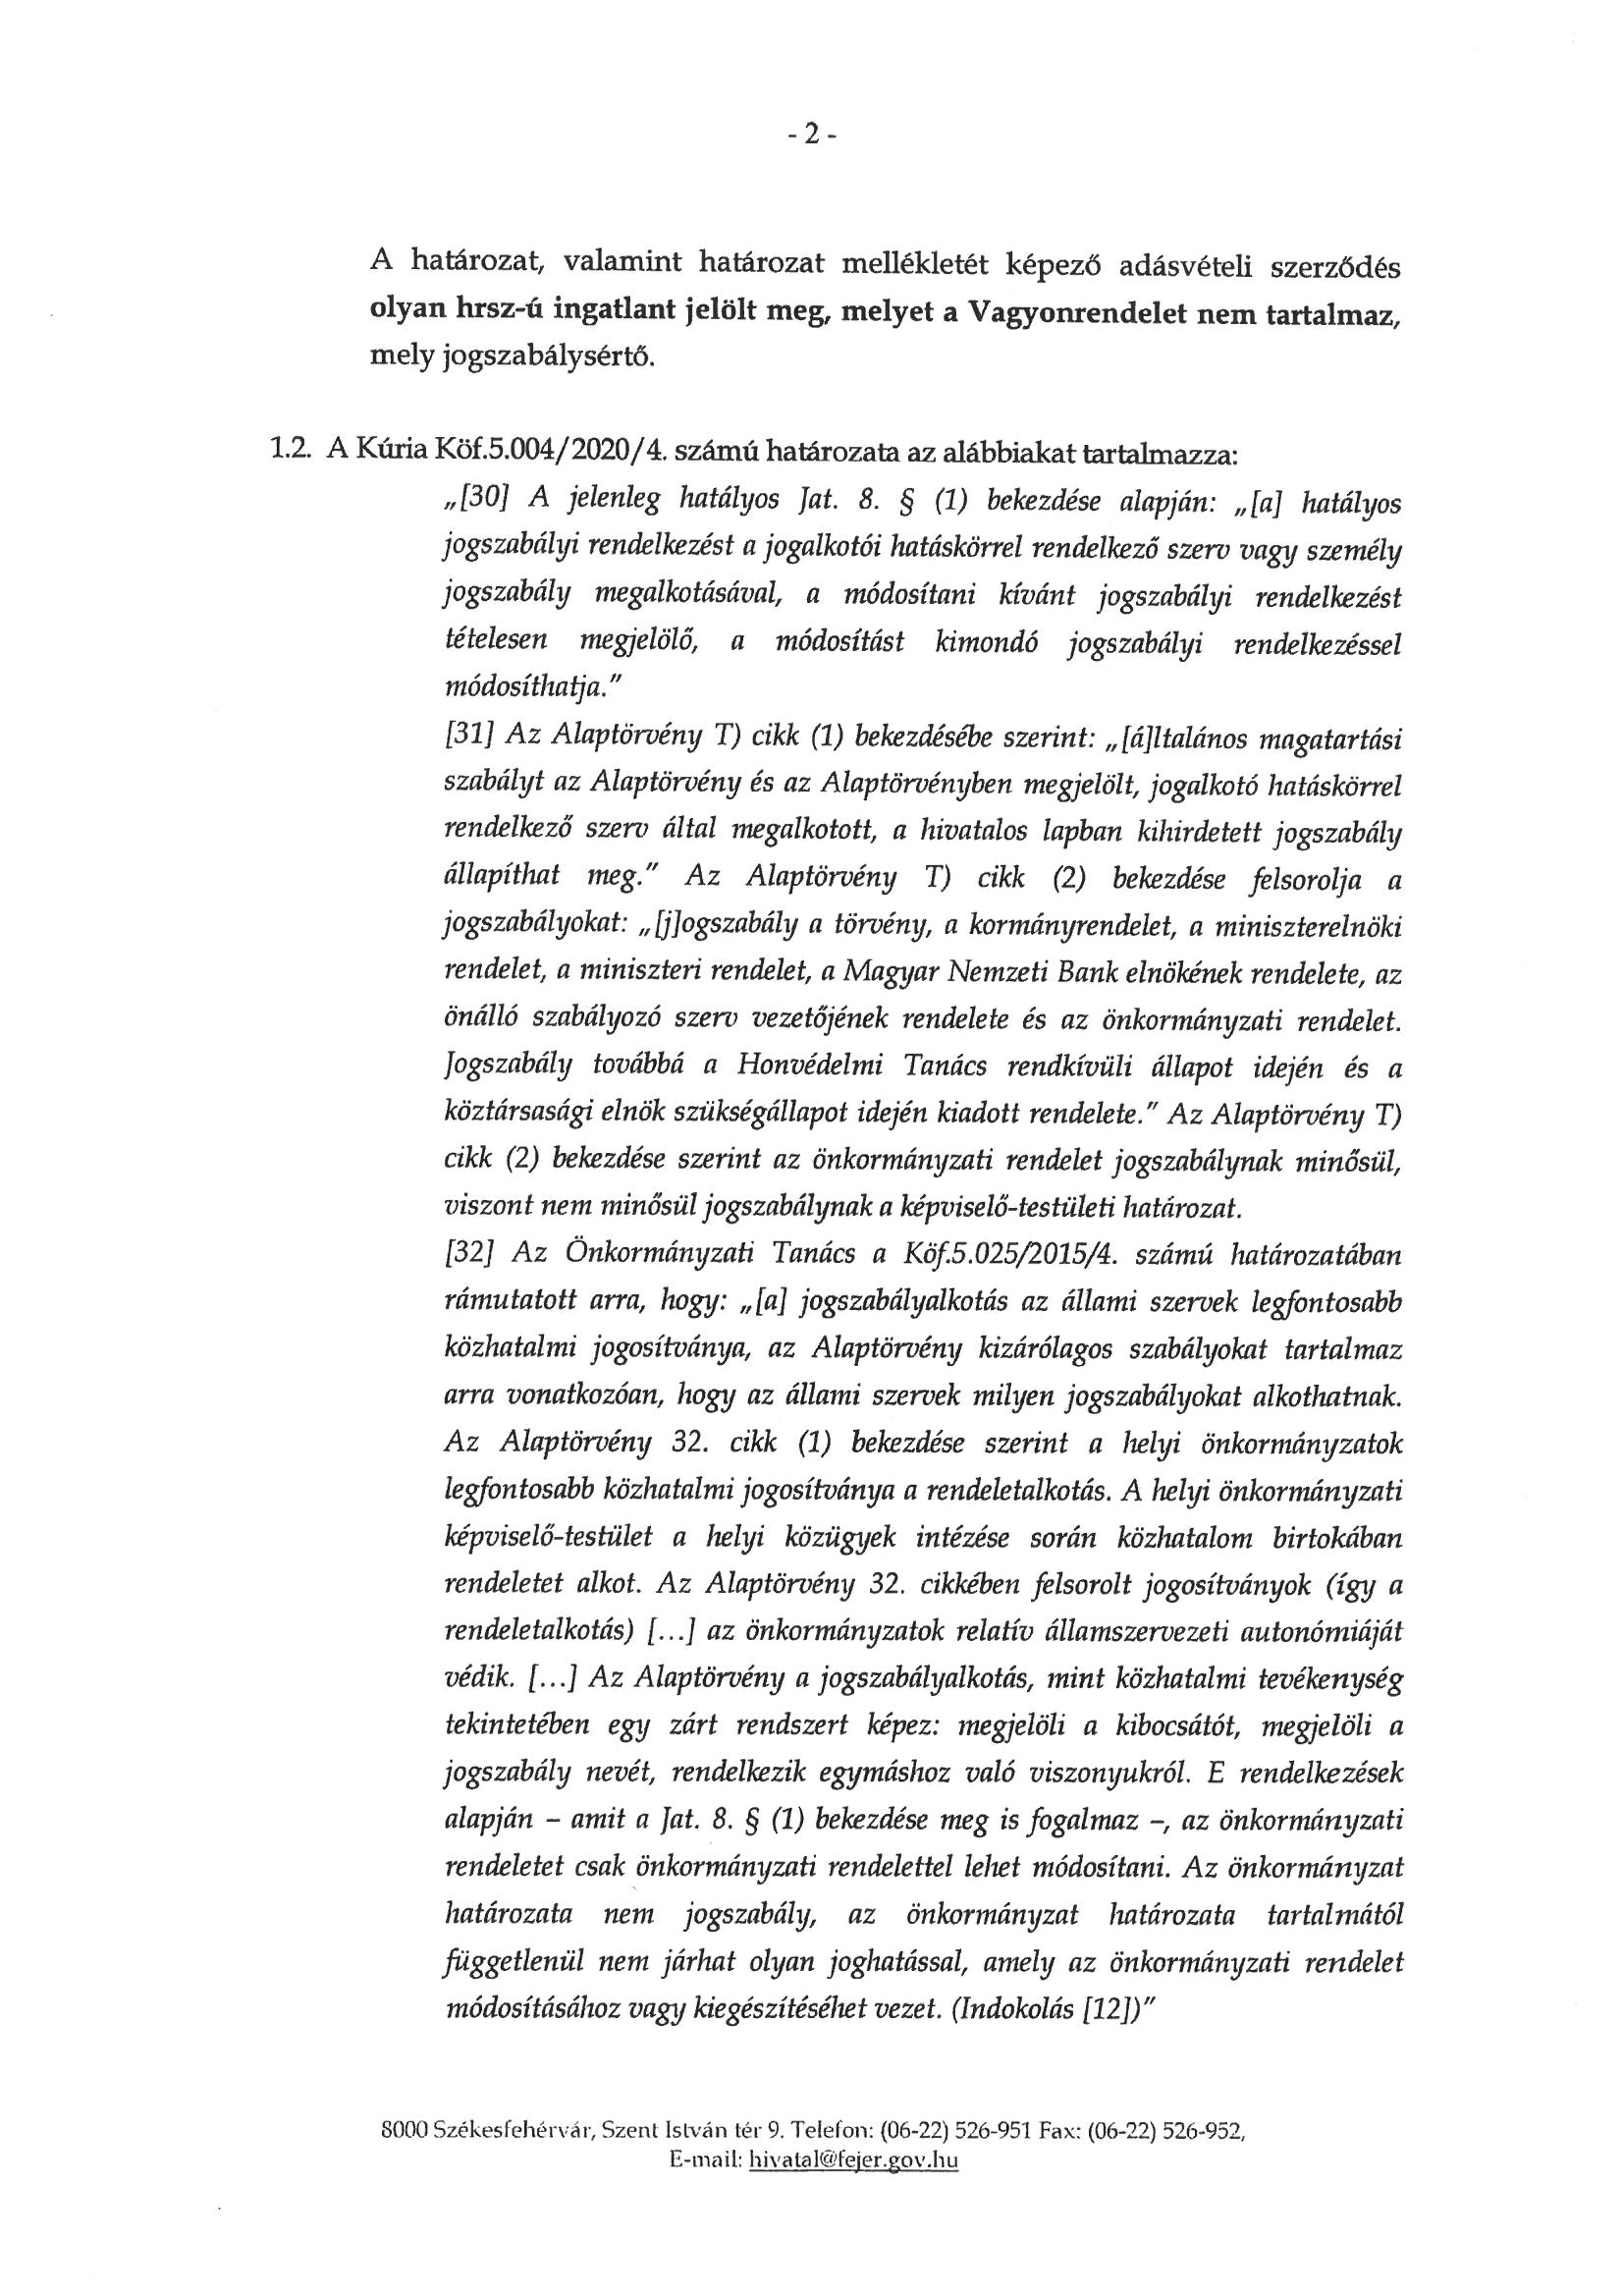 - 2 -
A határozat, valamint határozat mellékletét képező adásvételi szerződés
olyan hrsz-ú ingatlant jelölt meg, melyet a Vagyonrendelet nem tartalmaz,
mely jogszabálysértő.
1.2. A Kúria Köf.5.004/2020/4. számú határozata az alábbiakat tartalmazza:
„[30] A jelenleg hatályos Jat. 8. § (1) bekezdése alapján: „[a] hatályos
jogszabályi rendelkezést a jogalkotói hatáskörrel rendelkező szerv vagy személy
jogszabály megalkotásával, a módosítani kívánt jogszabályi rendelkezést
tételesen megjelölő, a módosítást kimondó jogszabályi rendelkezéssel
módosíthatja."
[31] Az Alaptörvény T) cikk (1) bekezdésébe szerint: „[á]ltalános magatartási
szabályt az Alaptörvény és az Alaptörvényben megjelölt, jogalkotó hatáskörrel
rendelkező szerv által megalkotott, a hivatalos lapban kihirdetett jogszabály
állapíthat meg." Az Alaptörvény T) cikk (2) bekezdése felsorolja a
jogszabályokat: „[j]ogszabály a törvény, a kormányrendelet, a miniszterelnöki
rendelet, a miniszteri rendelet, a Magyar Nemzeti Bank elnökének rendelete, az
önálló szabályozó szerv vezetőjének rendelete és az önkormányzati rendelet.
Jogszabály továbbá a Honvédelmi Tanács rendkívüli állapot idején és a
köztársasági elnök szükségállapot idején kiadott rendelete." Az Alaptörvény T)
cikk (2) bekezdése szerint az önkormányzati rendelet jogszabálynak minősül,
viszont nem minősül jogszabálynak a képviselő-testületi határozat.
[32] Az Önkormányzati Tanács a Köf.5.025/2015/4. számú határozatában
rámutatott arra, hogy: „[a] jogszabályalkotás az állami szervek legfontosabb
közhatalmi jogosítványa, az Alaptörvény kizárólagos szabályokat tartalmaz
arra vonatkozóan, hogy az állami szervek milyen jogszabályokat alkothatnak.
Az Alaptörvény 32. cikk (1) bekezdése szerint a helyi önkormányzatok
legfontosabb közhatalmi jogosítványa a rendeletalkotás. A helyi önkormányzati
képviselő-testület a helyi közügyek intézése során közhatalom birtokában
rendeletet alkot. Az Alaptörvény 32. cikkében felsorolt jogosítványok (így a
rendeletalkotás) [...] az önkormányzatok relatív államszervezeti autonómiáját
védik. [...] Az Alaptörvény a jogszabályalkotás, mint közhatalmi tevékenység
tekintetében egy zárt rendszert képez: megjelöli a kibocsátót, megjelöli a
jogszabály nevét, rendelkezik egymáshoz való viszonyukról. E rendelkezések
alapján – amit a Jat. 8. § (1) bekezdése meg is fogalmaz –, az önkormányzati
rendeletet csak önkormányzati rendelettel lehet módosítani. Az önkormányzat
határozata nem jogszabály, az önkormányzat határozata tartalmától
függetlenül nem járhat olyan joghatással, amely az önkormányzati rendelet
módosításához vagy kiegészítéséhet vezet. (Indokolás [12])"
8000 Székesfehérvár, Szent István tér 9. Telefon: (06-22) 526-951 Fax: (06-22) 526-952,
E-mail: hivatal@fejer.gov.hu